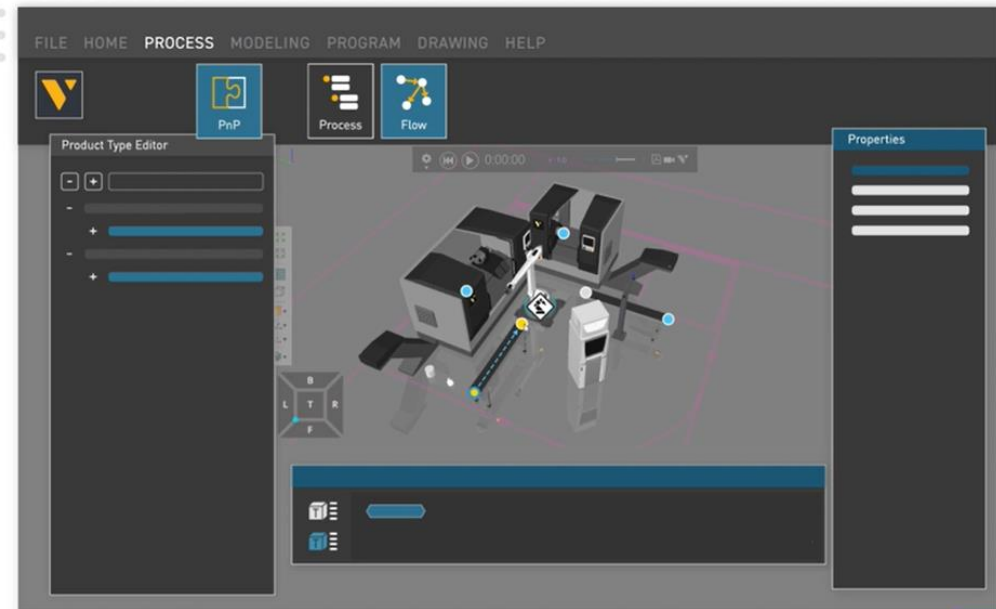 FILE HOME PROCESS MODELING PROGRAM DRAWING HELP
PnP
Process
Flow
Product Type Editor
Properties
0:00:00
B
L T R
F
T
T